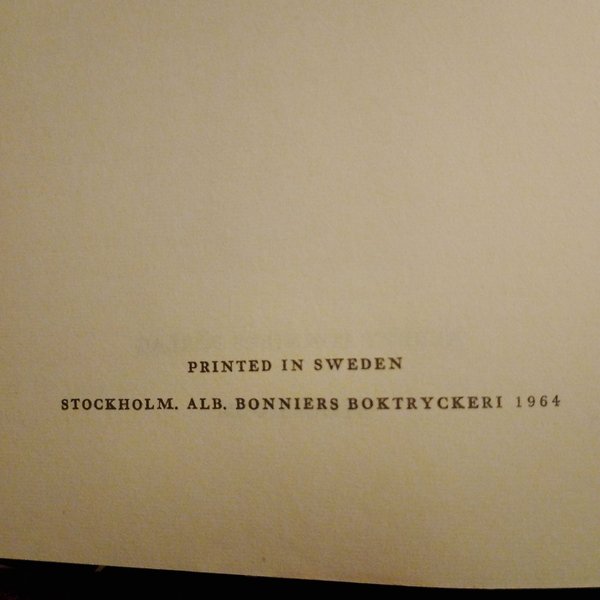 PRINTED IN SWEDEN
STOCKHOLM. ALB. BONNIERS BOKTRYCKERI 1964